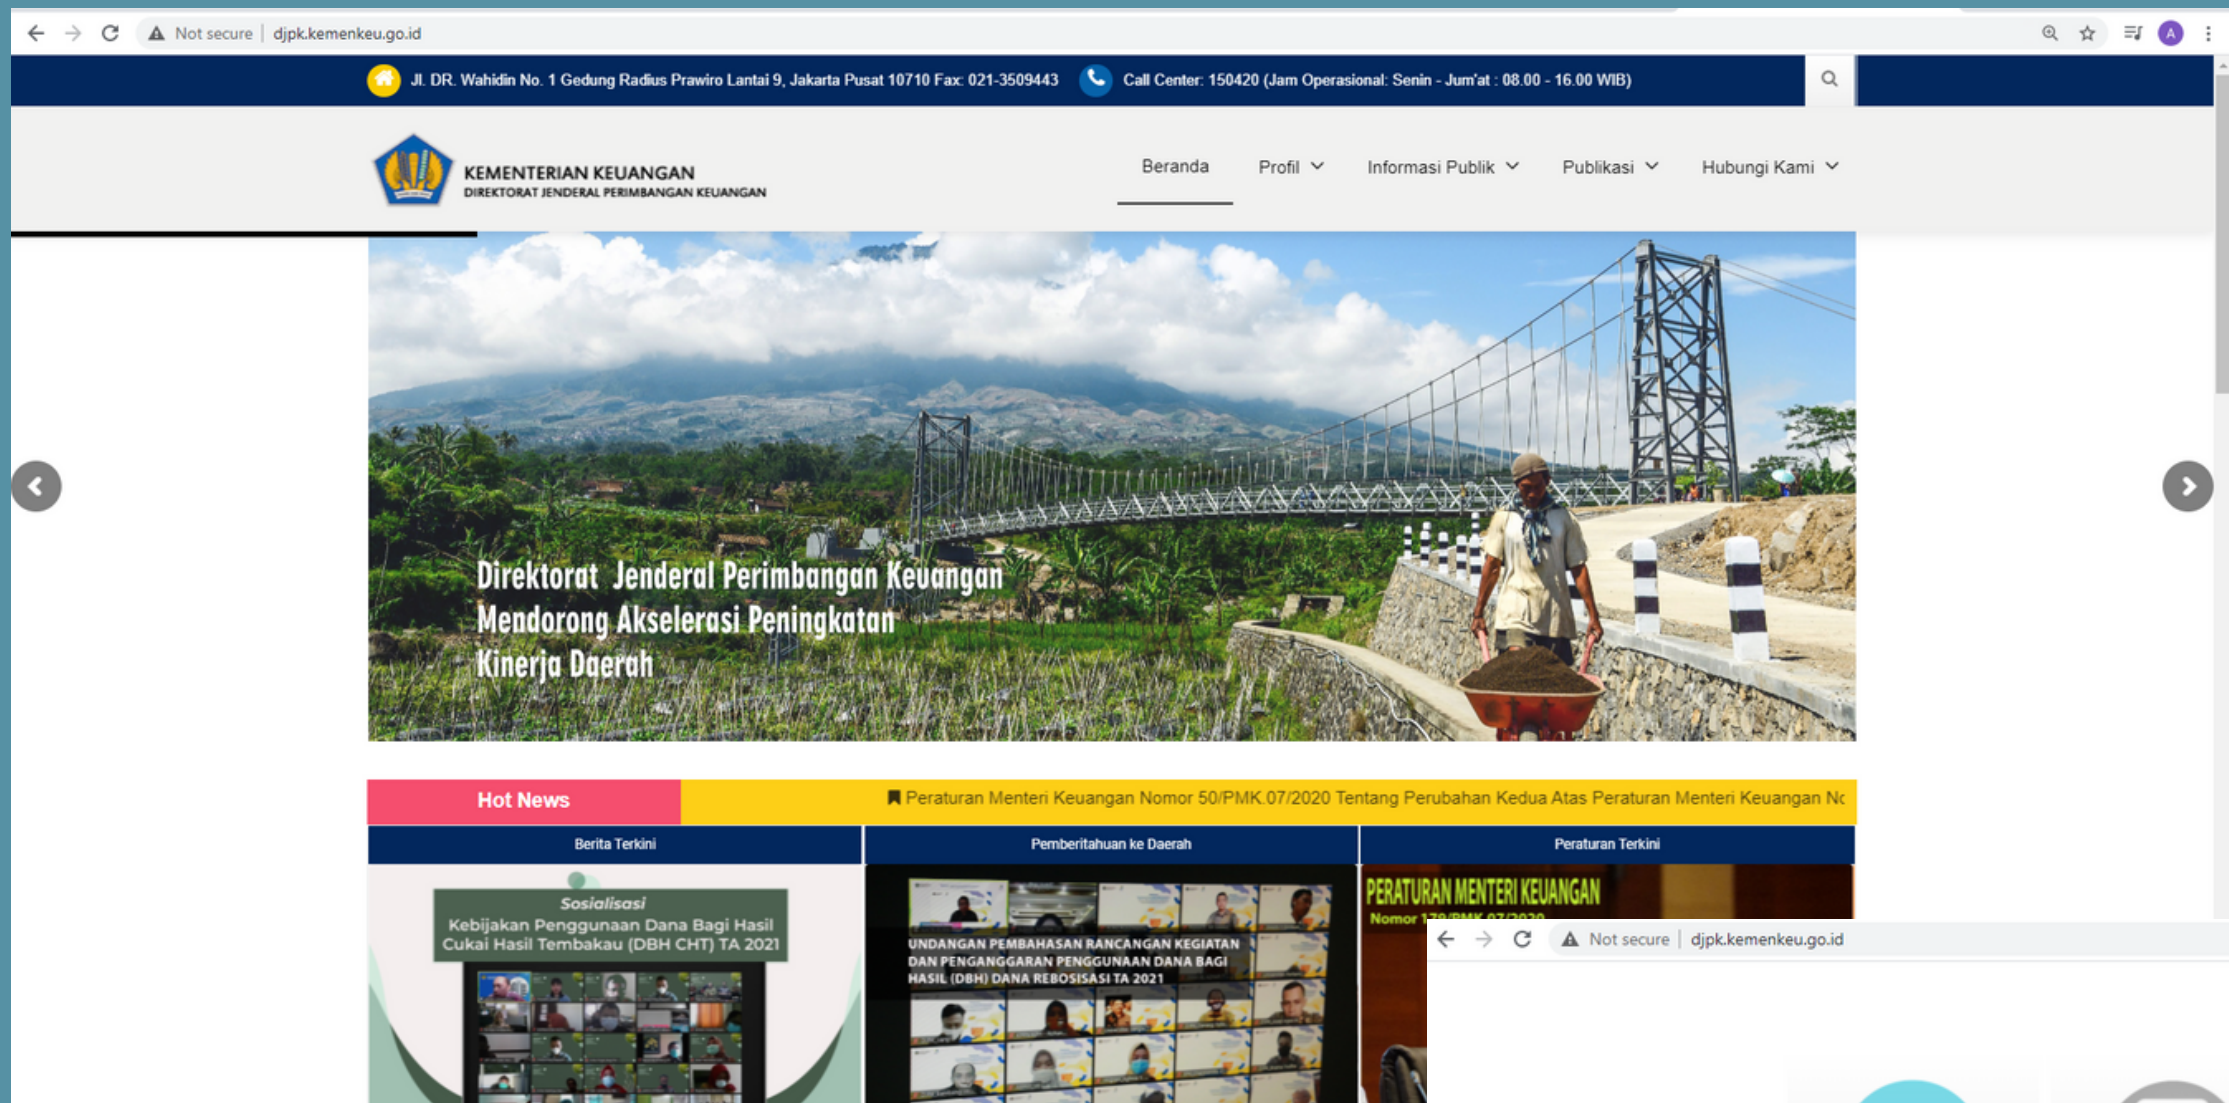 Not secure | djpk.kemenkeu.go.id
A
Jl. DR. Wahidin No. 1 Gedung Radius Prawiro Lantai 9, Jakarta Pusat 10710 Fax: 021-3509443
Call Center: 150420 (Jam Operasional: Senin - Jum'at : 08.00 - 16.00 WIB)
KEMENTERIAN KEUANGAN
DIREKTORAT JENDERAL PERIMBANGAN KEUANGAN
Beranda Profil Informasi Publik Publikasi Hubungi Kami
Direktorat Jenderal Perimbangan Keuangan
Mendorong Akselerasi Peningkatan
Kinerja Daerah
Hot News
Peraturan Menteri Keuangan Nomor 50/PMK.07/2020 Tentang Perubahan Kedua Atas Peraturan Menteri Keuangan
Berita Terkini
Pemberitahuan ke Daerah
Peraturan Terkini
Sosialisasi
Kebijakan Penggunaan Dana Bagi Hasil
Cukai Hasil Tembakau (DBH CHT) TA 2021
UNDANGAN PEMBAHASAN RANCANGAN KEGIATAN
DAN PENGANGGARAN PENGGUNAAN DANA BAGI
HASIL (DBH) DANA REBOSISASI TA 2021
PERATURAN MENTERI KEUANGAN
Nomor 179/PMK.07/2020
Not secure | djpk.kemenkeu.go.id